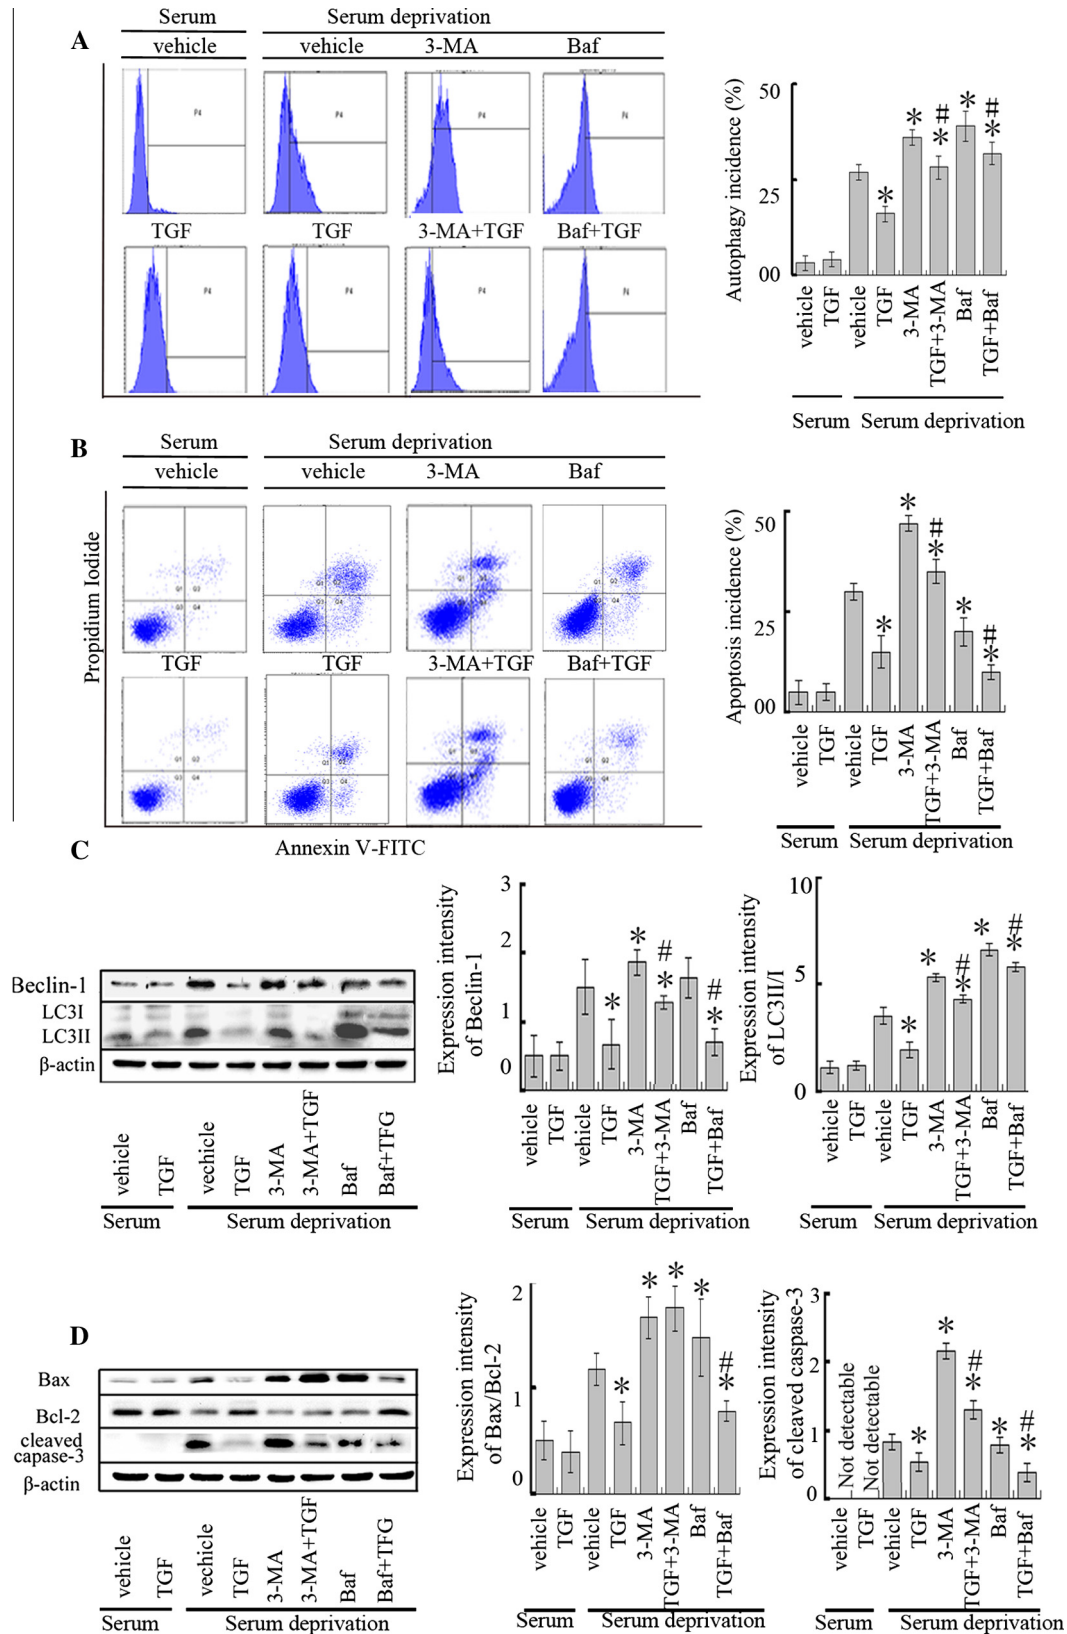 A
Serum Serum deprivation
vehicle vehicle 3-MA Baf
P4 P4 P4
TGF TGF 3-MA+TGF Baf+TGF
P4 P4 P4
Autophagy incidence (%)
50
25
00
* * # * * # *
vehicle TGF vehicle TGF 3-MA TGF+3-MA Baf TGF+Baf
Serum Serum deprivation
B
Serum Serum deprivation
vehicle vehicle 3-MA Baf
Propidium Iodide
TGF TGF 3-MA+TGF Baf+TGF
Annexin V-FITC
Apoptosis incidence (%)
50
25
00
* * # * * # *
vehicle TGF vehicle TGF 3-MA TGF+3-MA Baf TGF+Baf
Serum Serum deprivation
C
Beclin-1
LC3I
LC3II
β-actin
vehicle TGF vechicle TGF 3-MA 3-MA+TGF Baf Baf+TFG
Serum Serum deprivation
Expression intensity
of Beclin-1
3
2
1
0
* * # * # *
vehicle TGF vehicle TGF 3-MA TGF+3-MA Baf TGF+Baf
Serum Serum deprivation
Expression intensity
of LC3II/I
10
5
0
* * # * * # *
vehicle TGF vehicle TGF 3-MA TGF+3-MA Baf TGF+Baf
Serum Serum deprivation
D
Bax
Bcl-2
cleaved
capase-3
β-actin
vehicle TGF vechicle TGF 3-MA 3-MA+TGF Baf Baf+TFG
Serum Serum deprivation
Expression intensity
of Bax/Bcl-2
2
1
0
* * * * # *
vehicle TGF vehicle TGF 3-MA TGF+3-MA Baf TGF+Baf
Serum Serum deprivation
Expression intensity
of cleaved caspase-3
3
2
1
0
Not detectable
Not detectable
* * # * * # *
vehicle TGF vehicle TGF 3-MA TGF+3-MA Baf TGF+Baf
Serum Serum deprivation